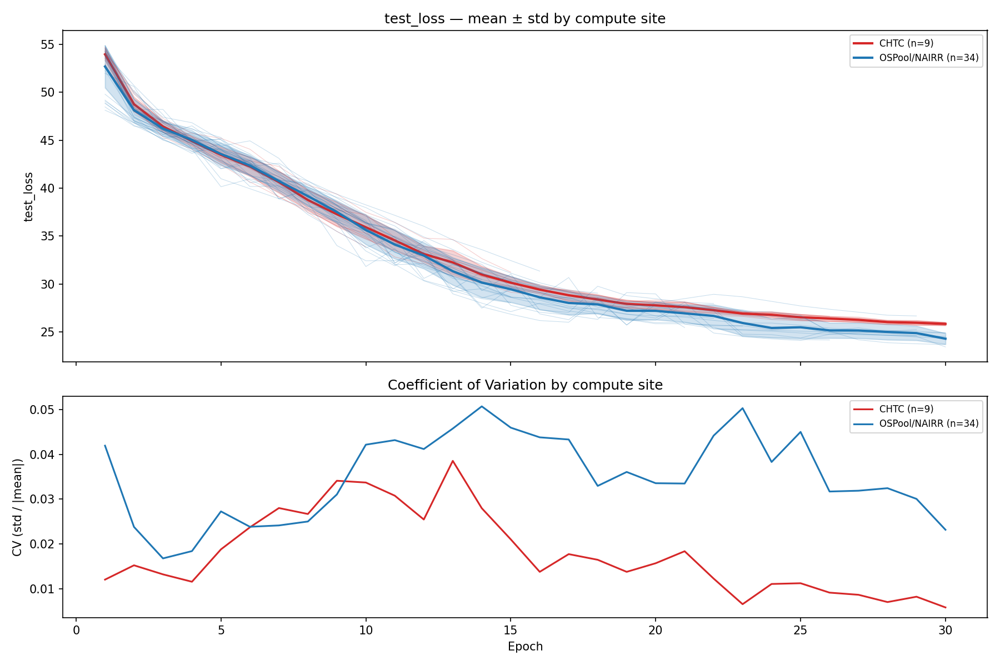 test_loss — mean ± std by compute site
CHTC (n=9)
OSPool/NAIRR (n=34)
test_loss
55
50
45
40
35
30
25
Coefficient of Variation by compute site
CHTC (n=9)
OSPool/NAIRR (n=34)
CV (std / |mean|)
0.05
0.04
0.03
0.02
0.01
0 5 10 15 20 25 30
Epoch